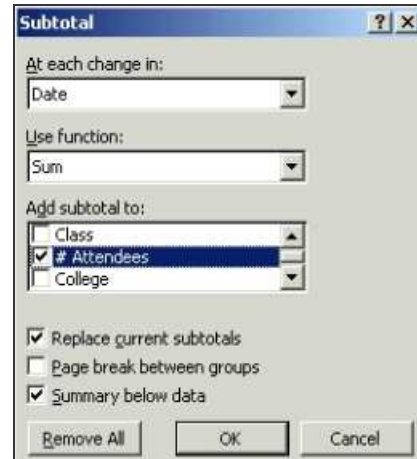 Subtotal
At each change in:
Date
Use function:
Sum
Add subtotal to:
Class
# Attendees
College
Replace current subtotals
Page break between groups
Summary below data
Remove All OK Cancel